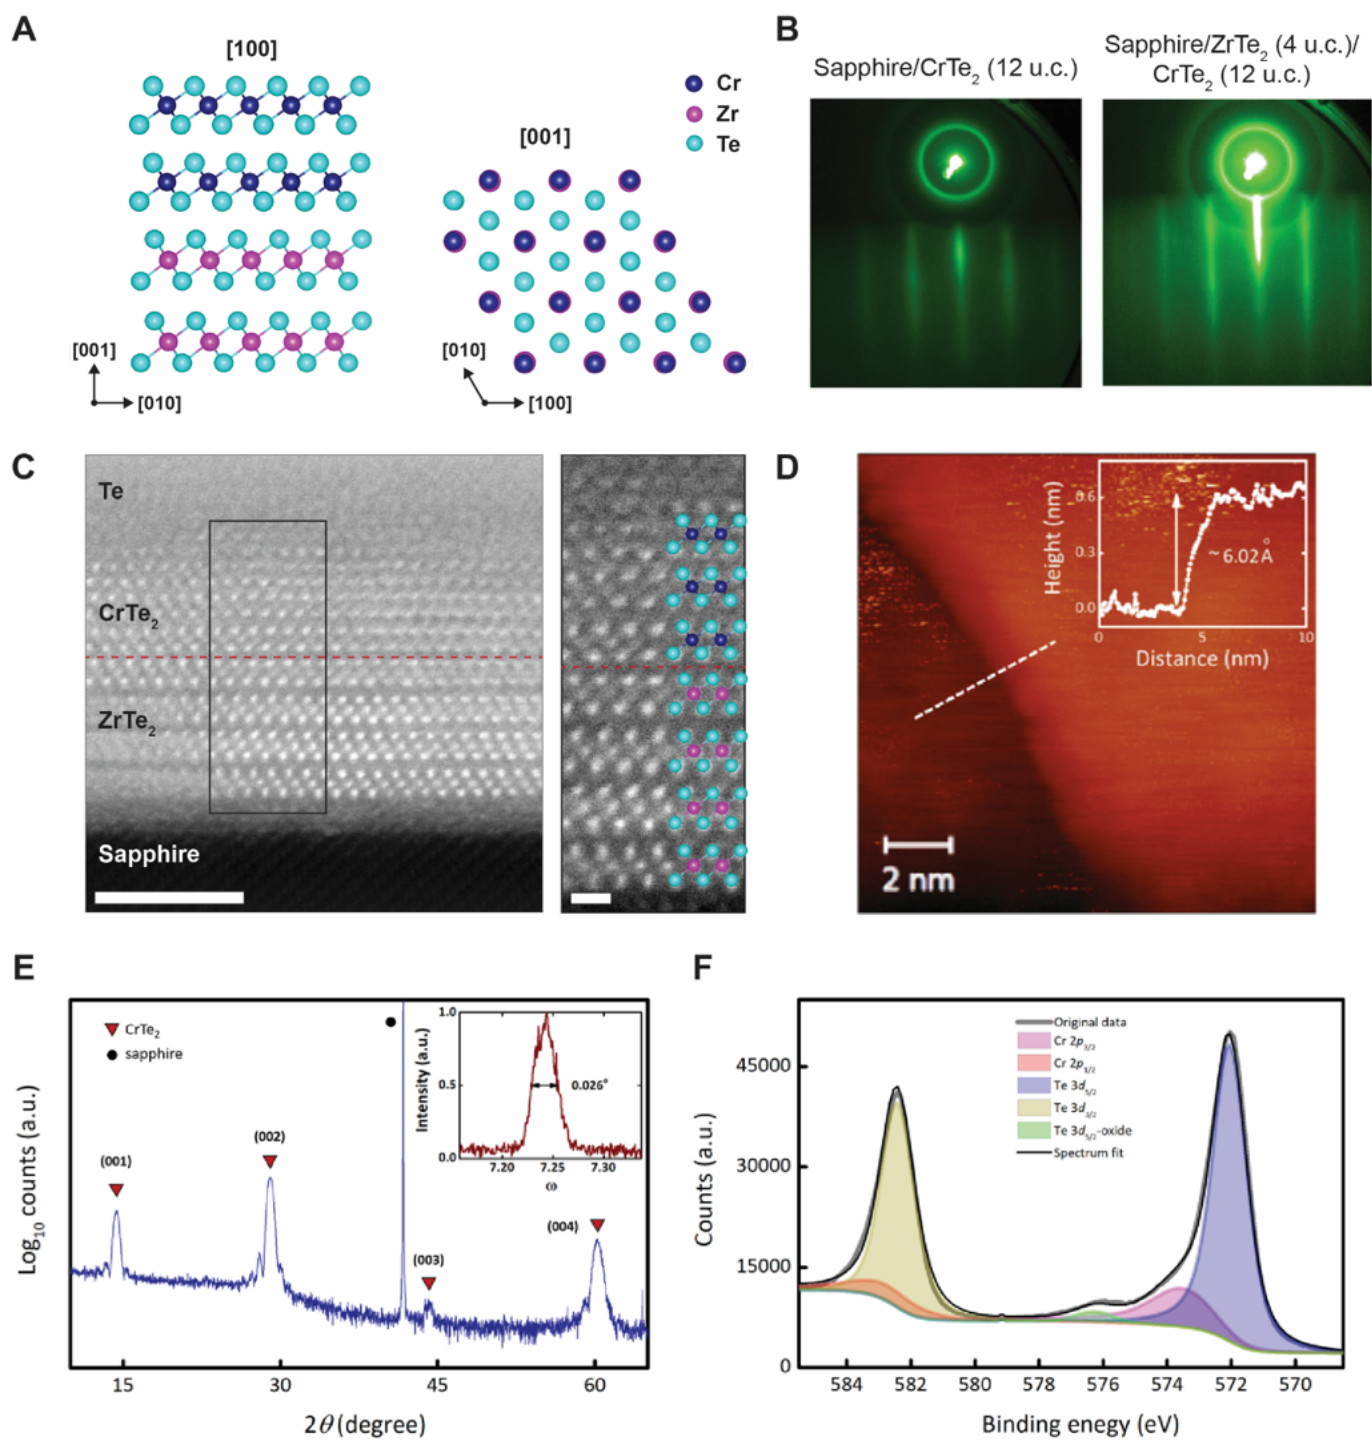 A
[100]
Cr
Zr
Te
[001]
[001]
[010]
[010]
[100]
B
Sapphire/CrTe₂ (12 u.c.)
Sapphire/ZrTe₂ (4 u.c.)/
CrTe₂ (12 u.c.)
C
Te
CrTe₂
ZrTe₂
Sapphire
D
Height (nm)
0.6
0.3
0.0
~6.02Å
0
5
10
Distance (nm)
2 nm
E
Log₁₀ counts (a.u.)
CrTe₂
sapphire
(001)
(002)
(003)
(004)
Intensity (a.u.)
1.0
0.5
0.0
0.026°
7.20
7.25
7.30
ω
15
30
45
60
2θ (degree)
F
Counts (a.u.)
45000
30000
15000
0
Original data
Cr 2p₃/₂
Cr 2p₁/₂
Te 3d₅/₂
Te 3d₃/₂
Te 3d₅/₂-oxide
Spectrum fit
584
582
580
578
576
574
572
570
Binding enegy (eV)